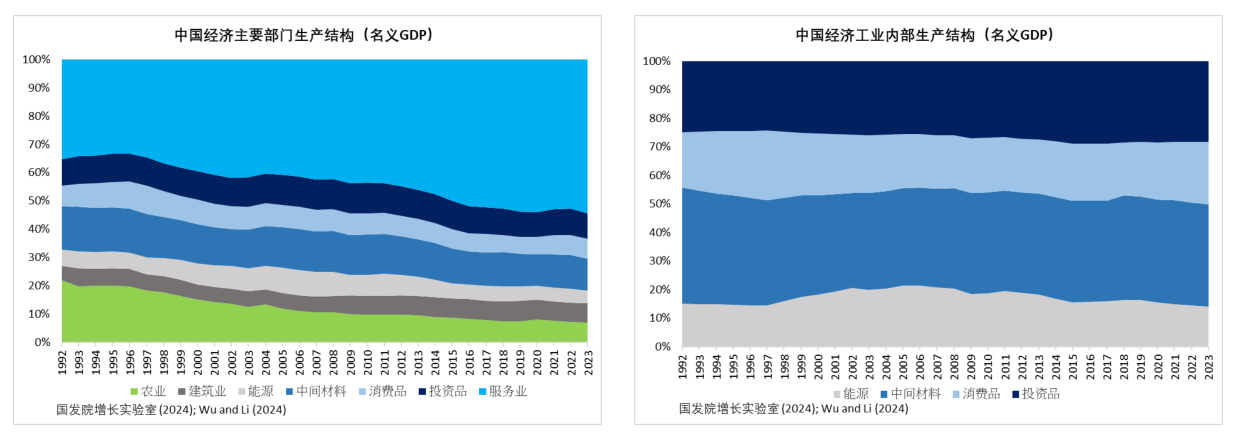 中国经济主要部门生产结构（名义GDP）
100%
90%
80%
70%
60%
50%
40%
30%
20%
10%
0%
1992 1993 1994 1995 1996 1997 1998 1999 2000 2001 2002 2003 2004 2005 2006 2007 2008 2009 2010 2011 2012 2013 2014 2015 2016 2017 2018 2019 2020 2021 2022 2023
农业 建筑业 能源 中间材料 消费品 投资品 服务业
国发院增长实验室 (2024); Wu and Li (2024)
中国经济工业内部生产结构（名义GDP）
100%
90%
80%
70%
60%
50%
40%
30%
20%
10%
0%
1992 1993 1994 1995 1996 1997 1998 1999 2000 2001 2002 2003 2004 2005 2006 2007 2008 2009 2010 2011 2012 2013 2014 2015 2016 2017 2018 2019 2020 2021 2022 2023
能源 中间材料 消费品 投资品
国发院增长实验室 (2024); Wu and Li (2024)